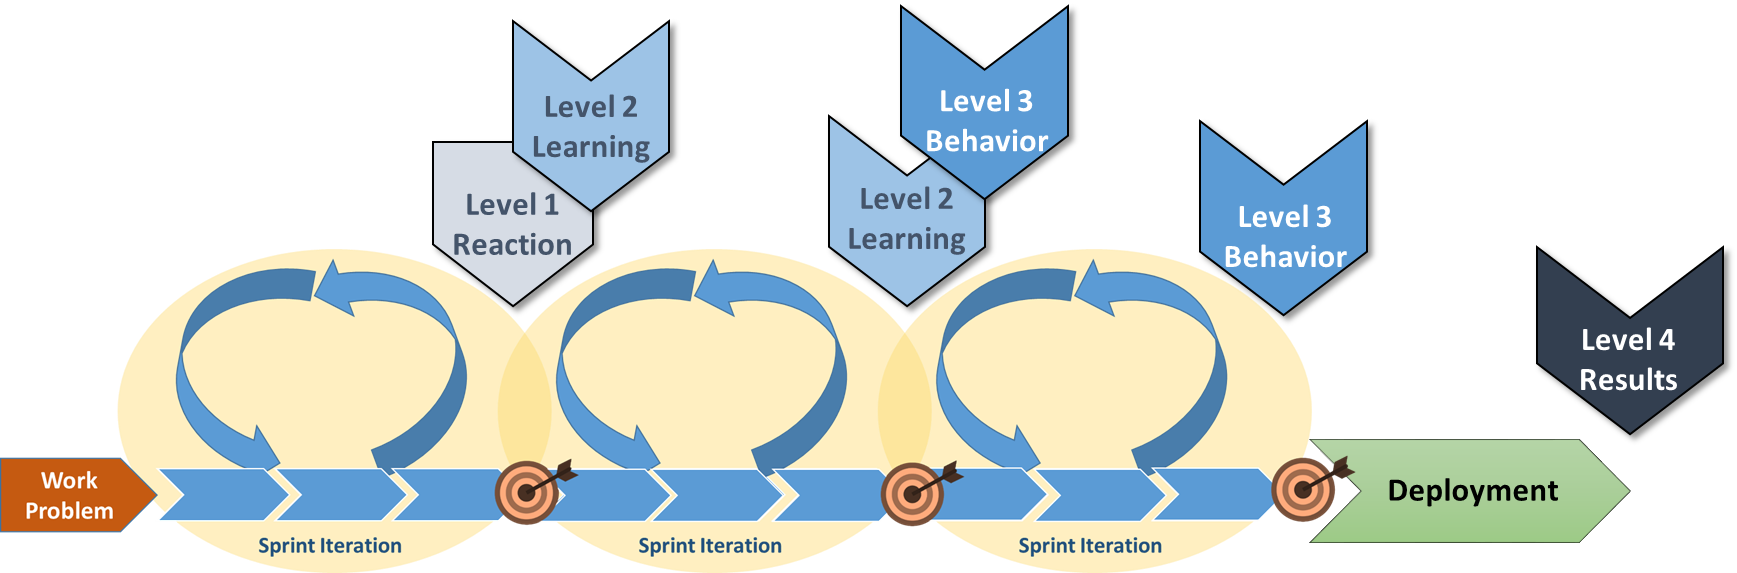 Level 2
Learning
Level 1
Reaction
Level 3
Behavior
Level 2
Learning
Level 3
Behavior
Level 4
Results
Work
Problem
Sprint Iteration
Sprint Iteration
Sprint Iteration
Deployment